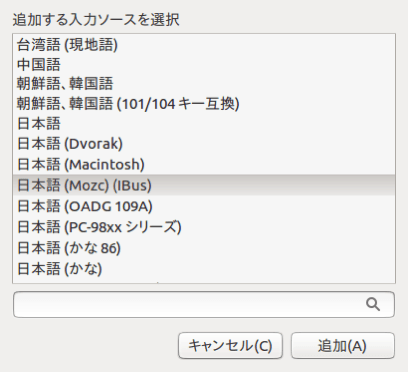 追加する入力ソースを選択
台湾語 (現地語)
中国語
朝鮮語、韓国語
朝鮮語、韓国語 (101/104 キー互換)
日本語
日本語 (Dvorak)
日本語 (Macintosh)
日本語 (Mozc) (IBus)
日本語 (OADG 109A)
日本語 (PC-98xx シリーズ)
日本語 (かな 86)
日本語 (かな)
キャンセル(C) 追加(A)